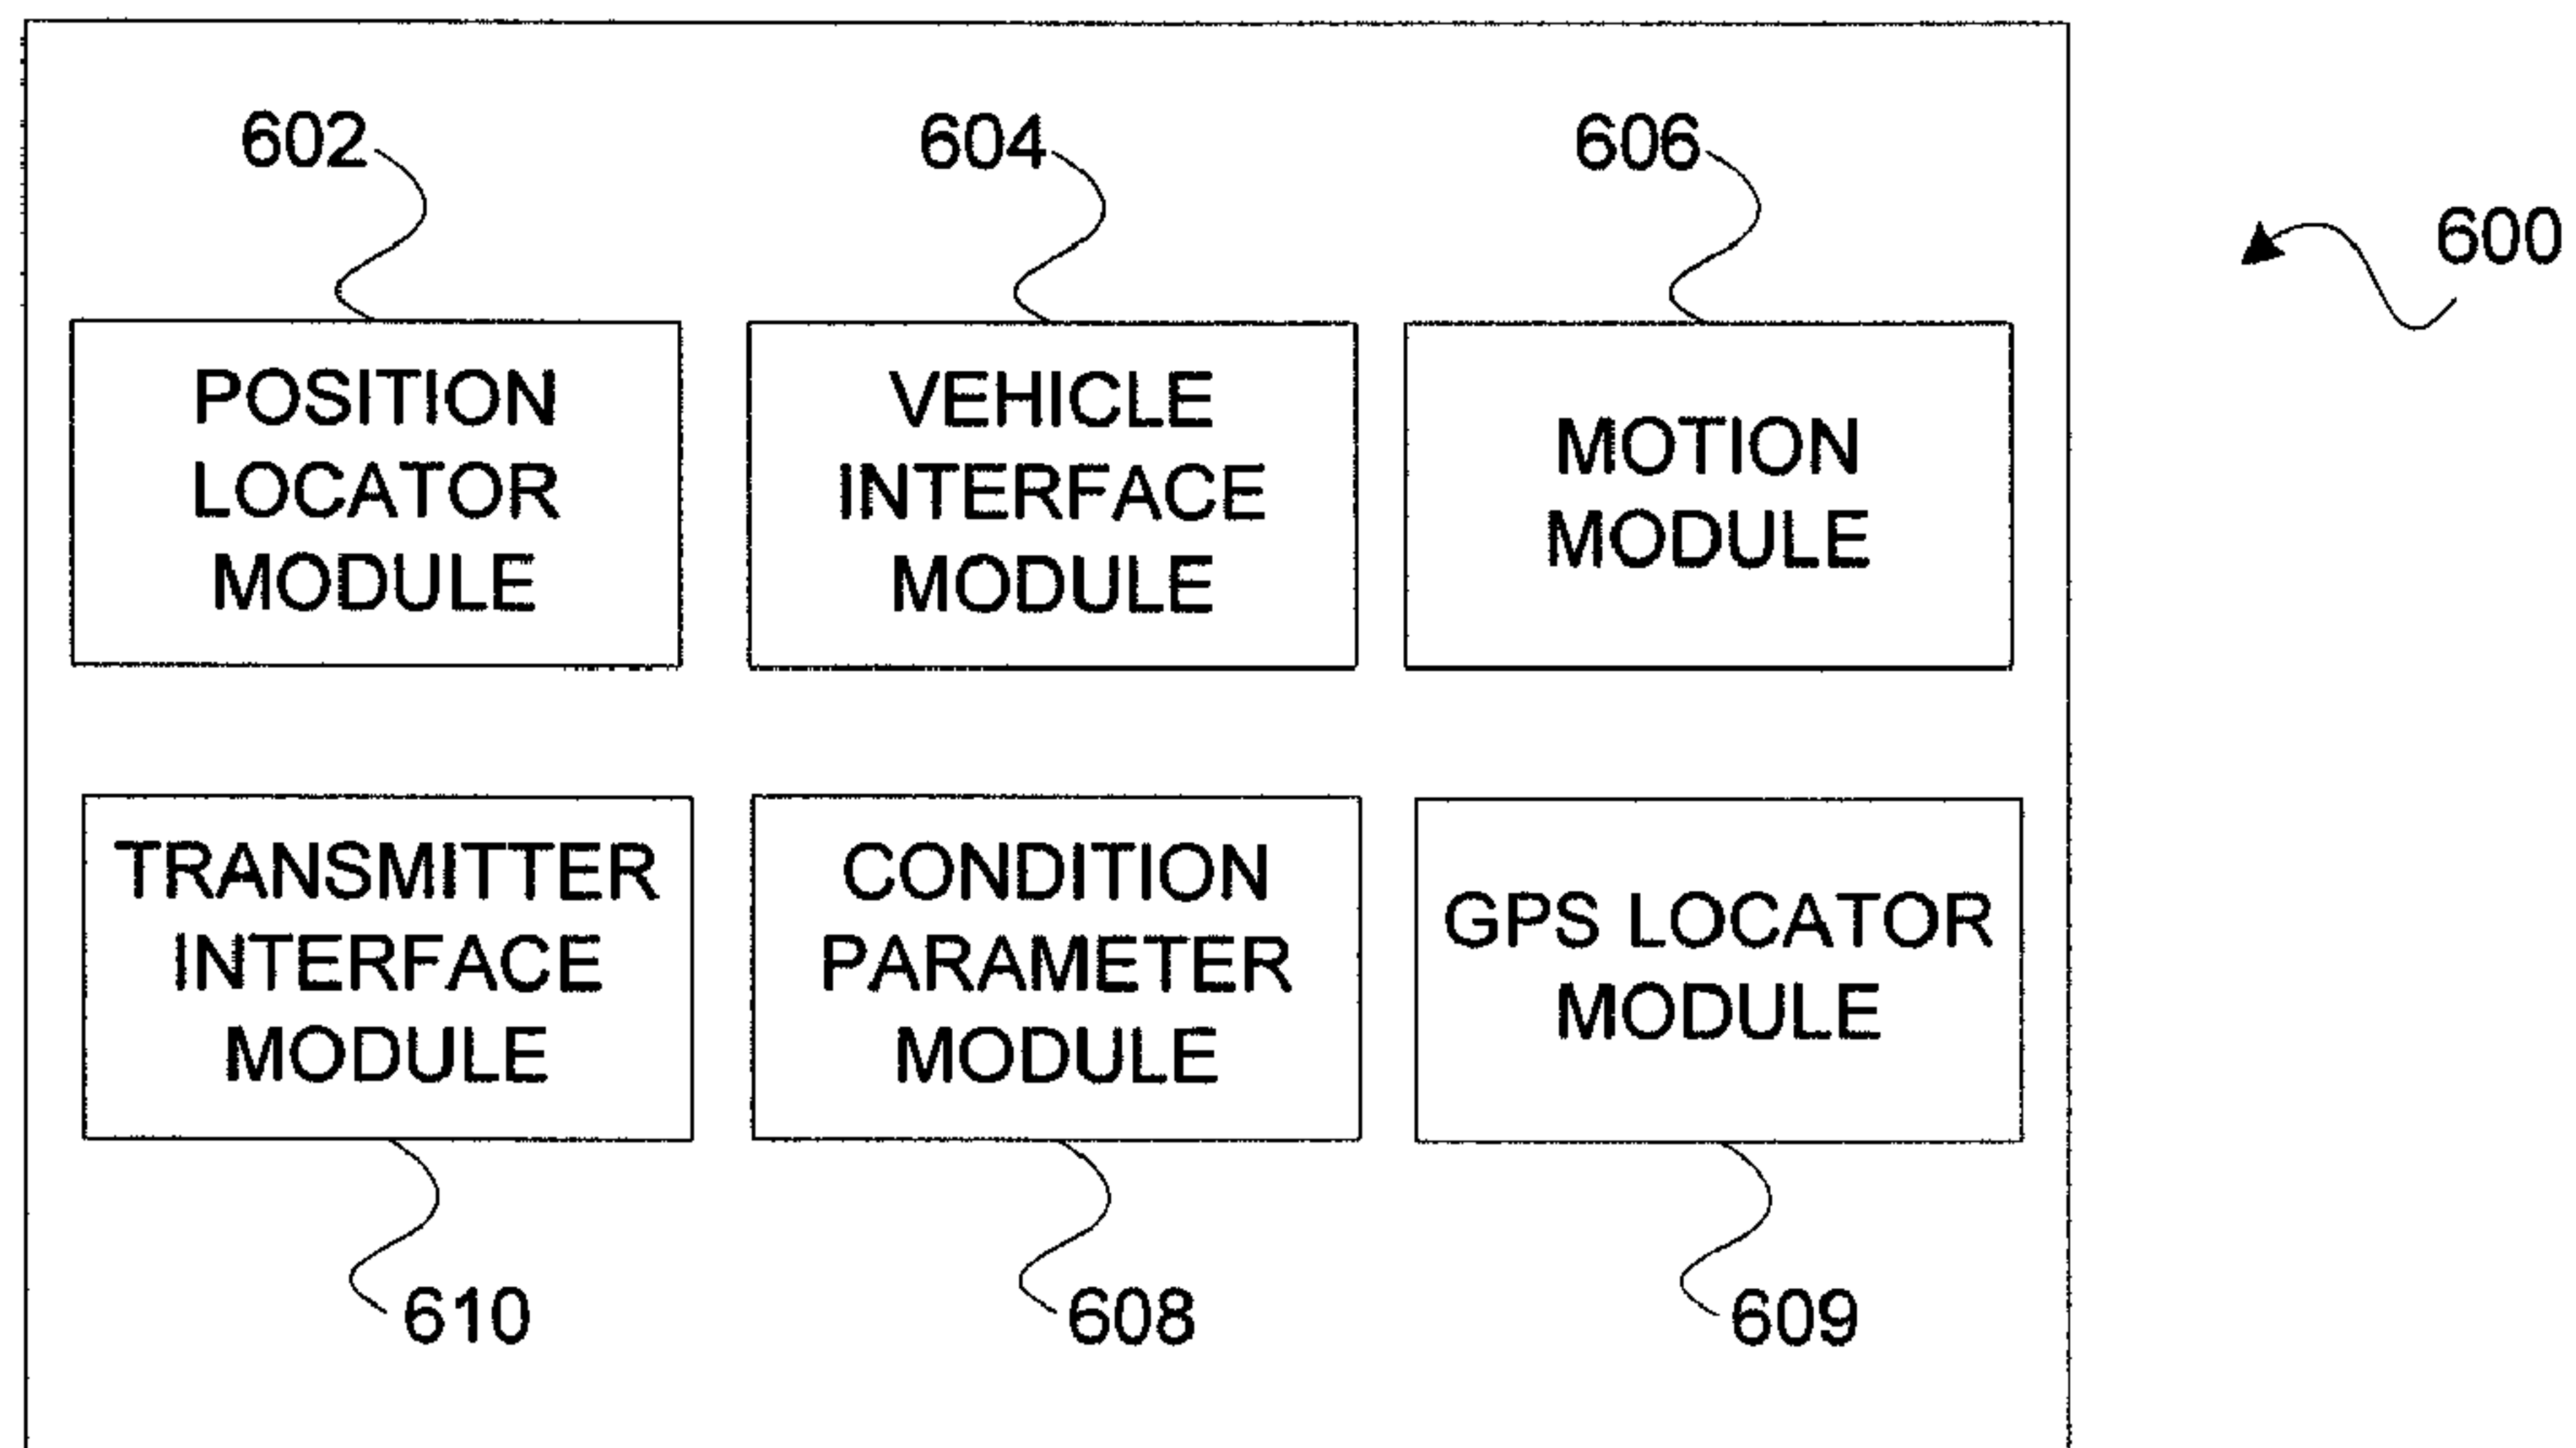 602
604
606
600
POSITION
LOCATOR
MODULE
VEHICLE
INTERFACE
MODULE
MOTION
MODULE
TRANSMITTER
INTERFACE
MODULE
CONDITION
PARAMETER
MODULE
GPS LOCATOR
MODULE
610
608
609